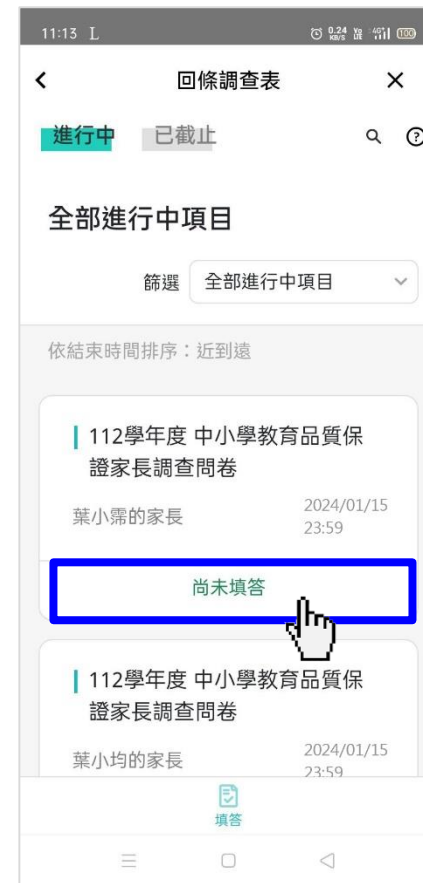 11:13 L 0.24 KB/S 4G 100
回條調查表
進行中 已截止
全部進行中項目
篩選 全部進行中項目
依結束時間排序：近到遠
112學年度 中小學教育品質保
證家長調查問卷
葉小霈的家長 2024/01/15
23:59
尚未填答
112學年度 中小學教育品質保
證家長調查問卷
葉小均的家長 2024/01/15
23:59
填答